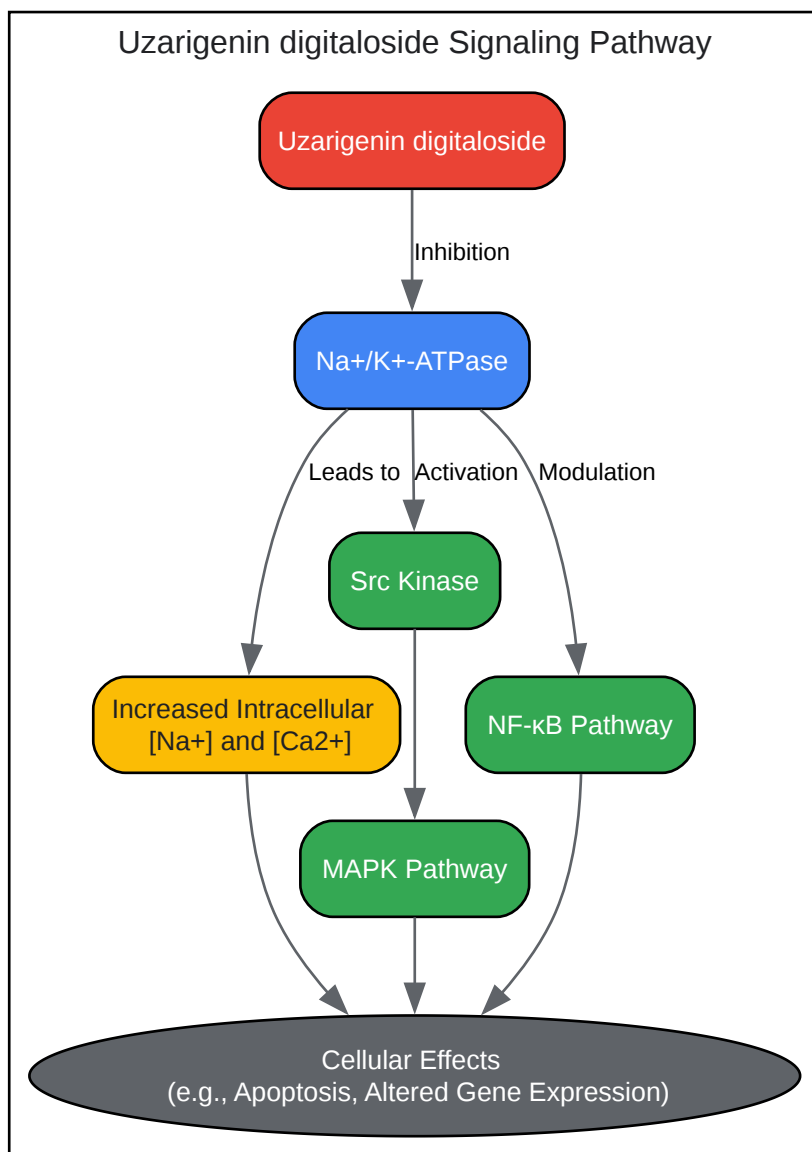 Uzarigenin digitaloside Signaling Pathway
Uzarigenin digitaloside
Inhibition
Na+/K+-ATPase
Leads to
Activation
Modulation
Src Kinase
Increased Intracellular
[Na+] and [Ca2+]
NF-κB Pathway
MAPK Pathway
Cellular Effects
(e.g., Apoptosis, Altered Gene Expression)